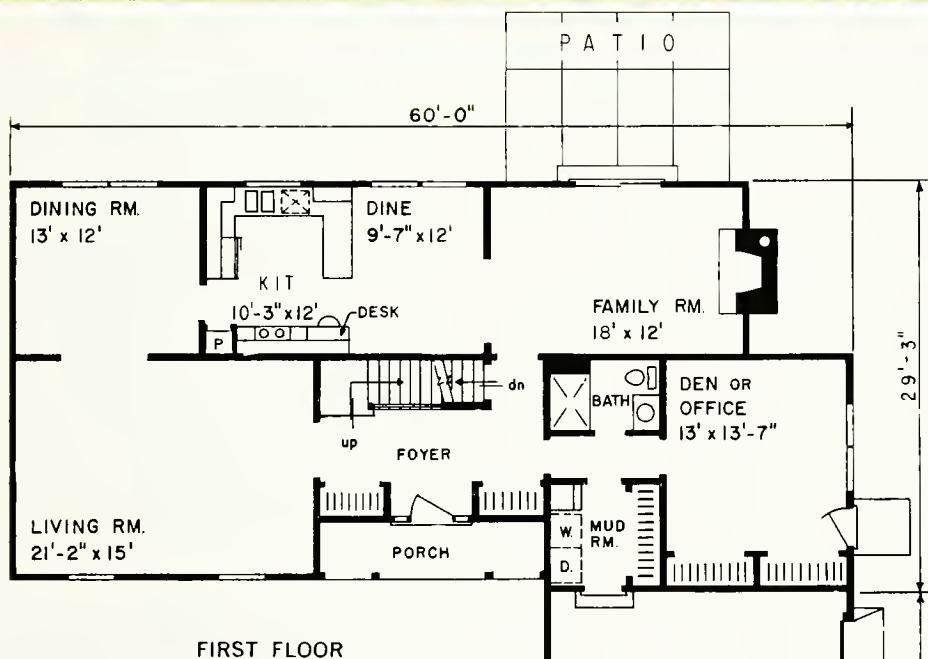 PATIO
60'-0"
DINING RM.
13' x 12'
DINE
9'-7" x 12'
KIT
10'-3" x 12'
DESK
P
FAMILY RM.
18' x 12'
29'-3"
dn
up
BATH
DEN OR
OFFICE
13' x 13'-7"
FOYER
LIVING RM.
21'-2" x 15'
PORCH
W.
D.
MUD
RM.
FIRST FLOOR